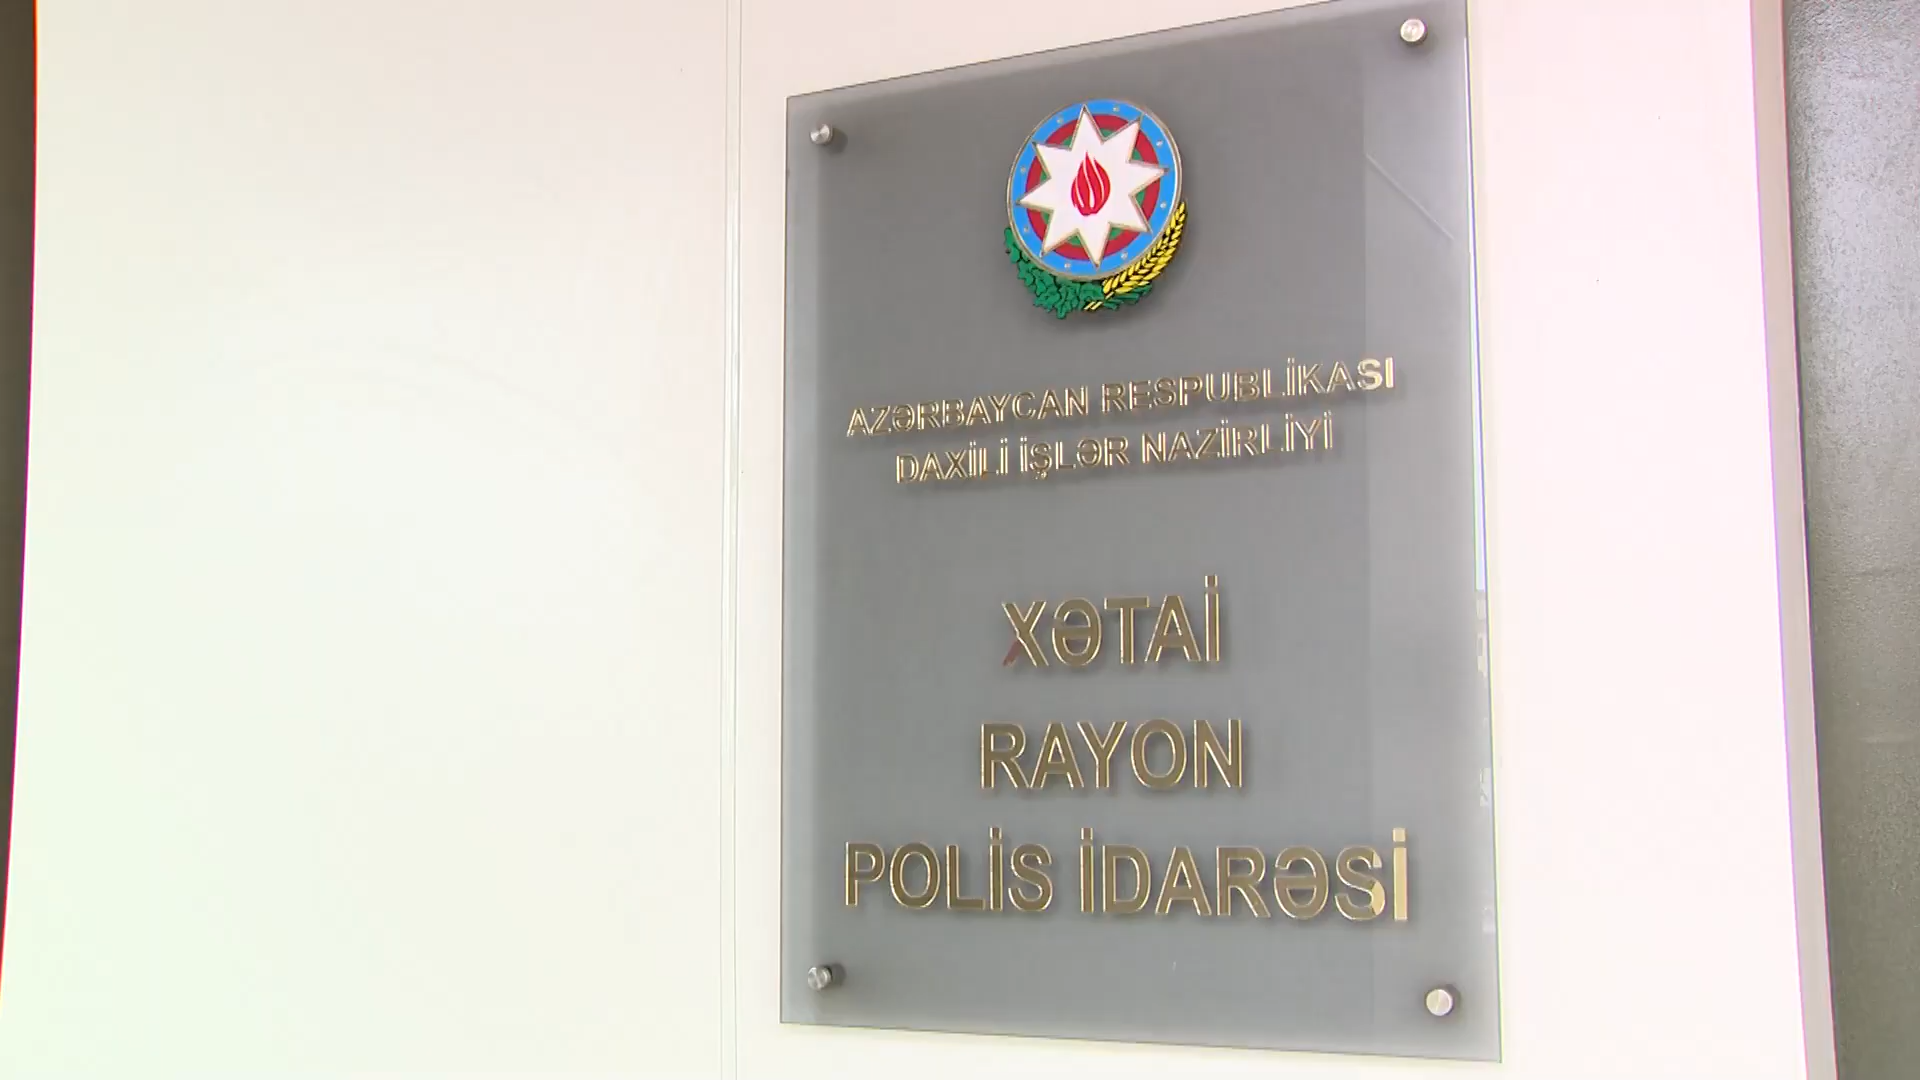 AZƏRBAYCAN RESPUBLİKASI
DAXİLİ İŞLƏR NAZİRLİYİ
XƏTAİ
RAYON
POLİS İDARƏSİ